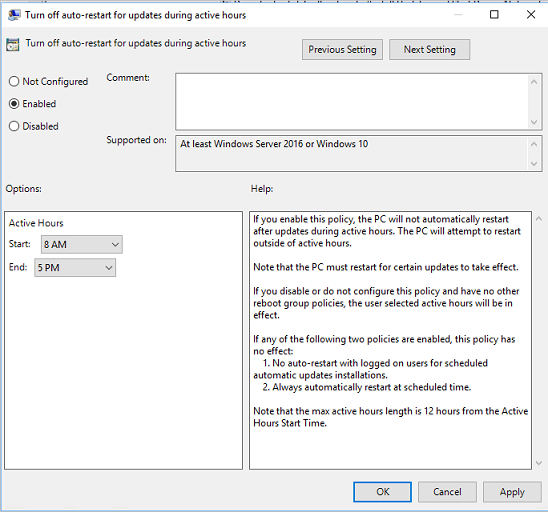 Turn off auto-restart for updates during active hours
Turn off auto-restart for updates during active hours
Previous Setting
Next Setting
Not Configured
Comment:
Enabled
Disabled
Supported on:
At least Windows Server 2016 or Windows 10
Options:
Help:
Active Hours
Start:
8 AM
End:
5 PM
If you enable this policy, the PC will not automatically restart
after updates during active hours. The PC will attempt to restart
outside of active hours.
Note that the PC must restart for certain updates to take effect.
If you disable or do not configure this policy and have no other
reboot group policies, the user selected active hours will be in
effect.
If any of the following two policies are enabled, this policy has
no effect:
1. No auto-restart with logged on users for scheduled
automatic updates installations.
2. Always automatically restart at scheduled time.
Note that the max active hours length is 12 hours from the Active
Hours Start Time.
OK
Cancel
Apply